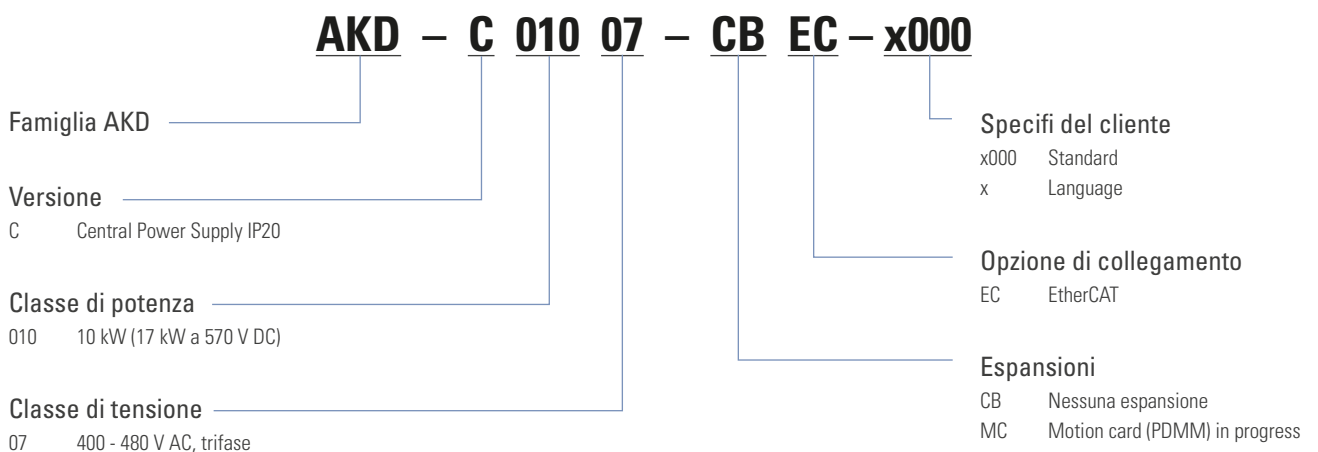 AKD – C 010 07 – CB EC – x000
Famiglia AKD
Versione
C Central Power Supply IP20
Classe di potenza
010 10 kW (17 kW a 570 V DC)
Classe di tensione
07 400 - 480 V AC, trifase
Specifi del cliente
x000 Standard
x Language
Opzione di collegamento
EC EtherCAT
Espansioni
CB Nessuna espansione
MC Motion card (PDMM) in progress